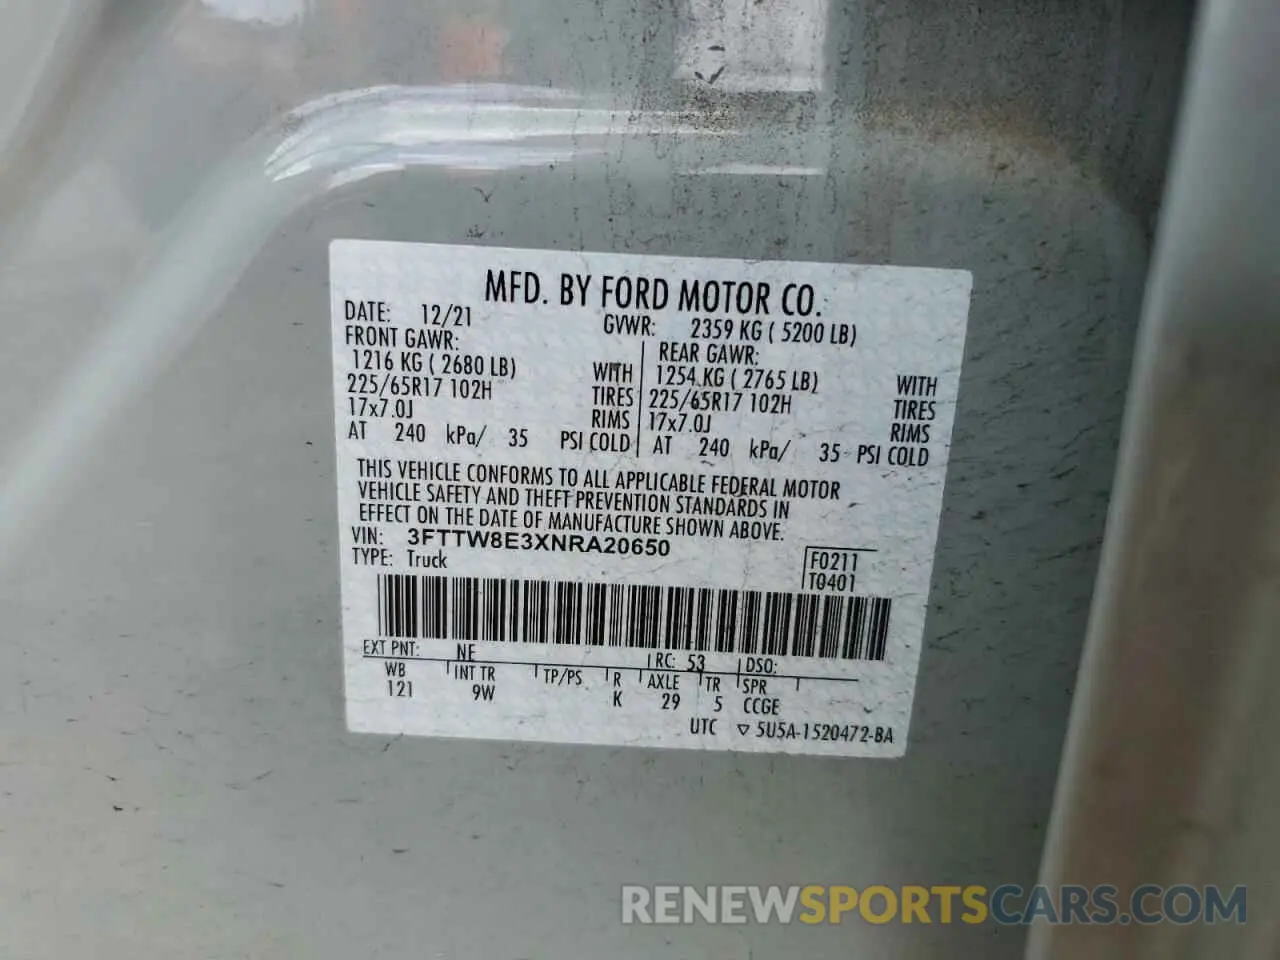 MFD. BY FORD MOTOR CO.
DATE: 12/21 GVWR: 2359 KG ( 5200 LB)
FRONT GAWR: REAR GAWR:
1216 KG ( 2680 LB) WITH 1254 KG ( 2765 LB) WITH
225/65R17 102H TIRES 225/65R17 102H TIRES
17x7.0J RIMS 17x7.0J RIMS
AT 240 kPa/ 35 PSI COLD AT 240 kPa/ 35 PSI COLD
THIS VEHICLE CONFORMS TO ALL APPLICABLE FEDERAL MOTOR
VEHICLE SAFETY AND THEFT PREVENTION STANDARDS IN
EFFECT ON THE DATE OF MANUFACTURE SHOWN ABOVE.
VIN: 3FTTW8E3XNRA20650
TYPE: Truck
F0211
T0401
EXT PNT: NE RC: 53 DSO:
WB INT TR TP/PS R AXLE TR SPR
121 9W K 29 5 CCGE
UTC ▽ 5U5A-1520472-BA
RENEWSPORTSCARS.COM